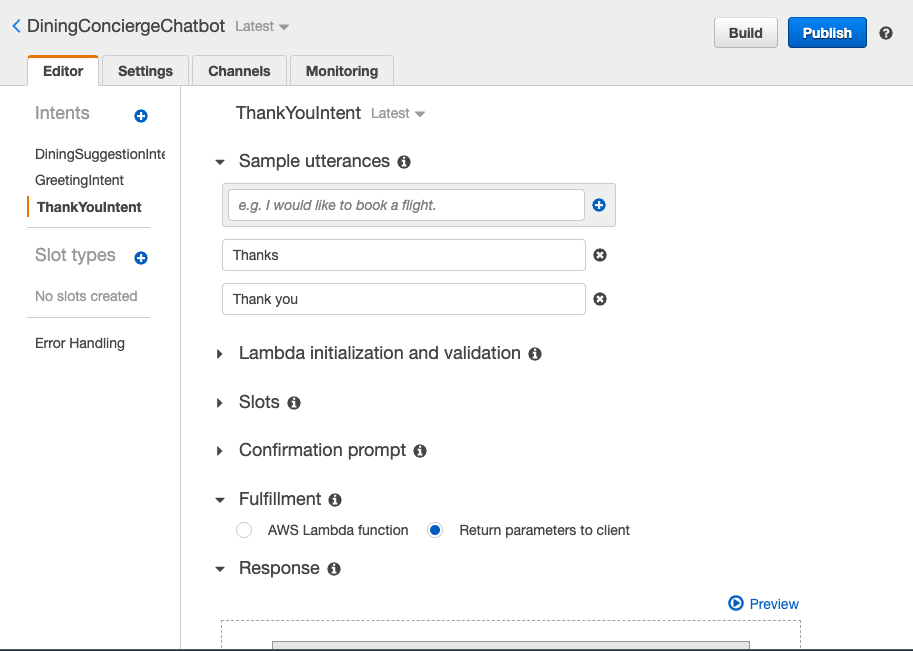 DiningConciergeChatbot Latest
Build Publish
Editor Settings Channels Monitoring
Intents
DiningSuggestionInte
GreetingIntent
ThankYouIntent
Slot types
No slots created
Error Handling
ThankYouIntent Latest
Sample utterances
e.g. I would like to book a flight.
Thanks
Thank you
Lambda initialization and validation
Slots
Confirmation prompt
Fulfillment
AWS Lambda function Return parameters to client
Response
Preview